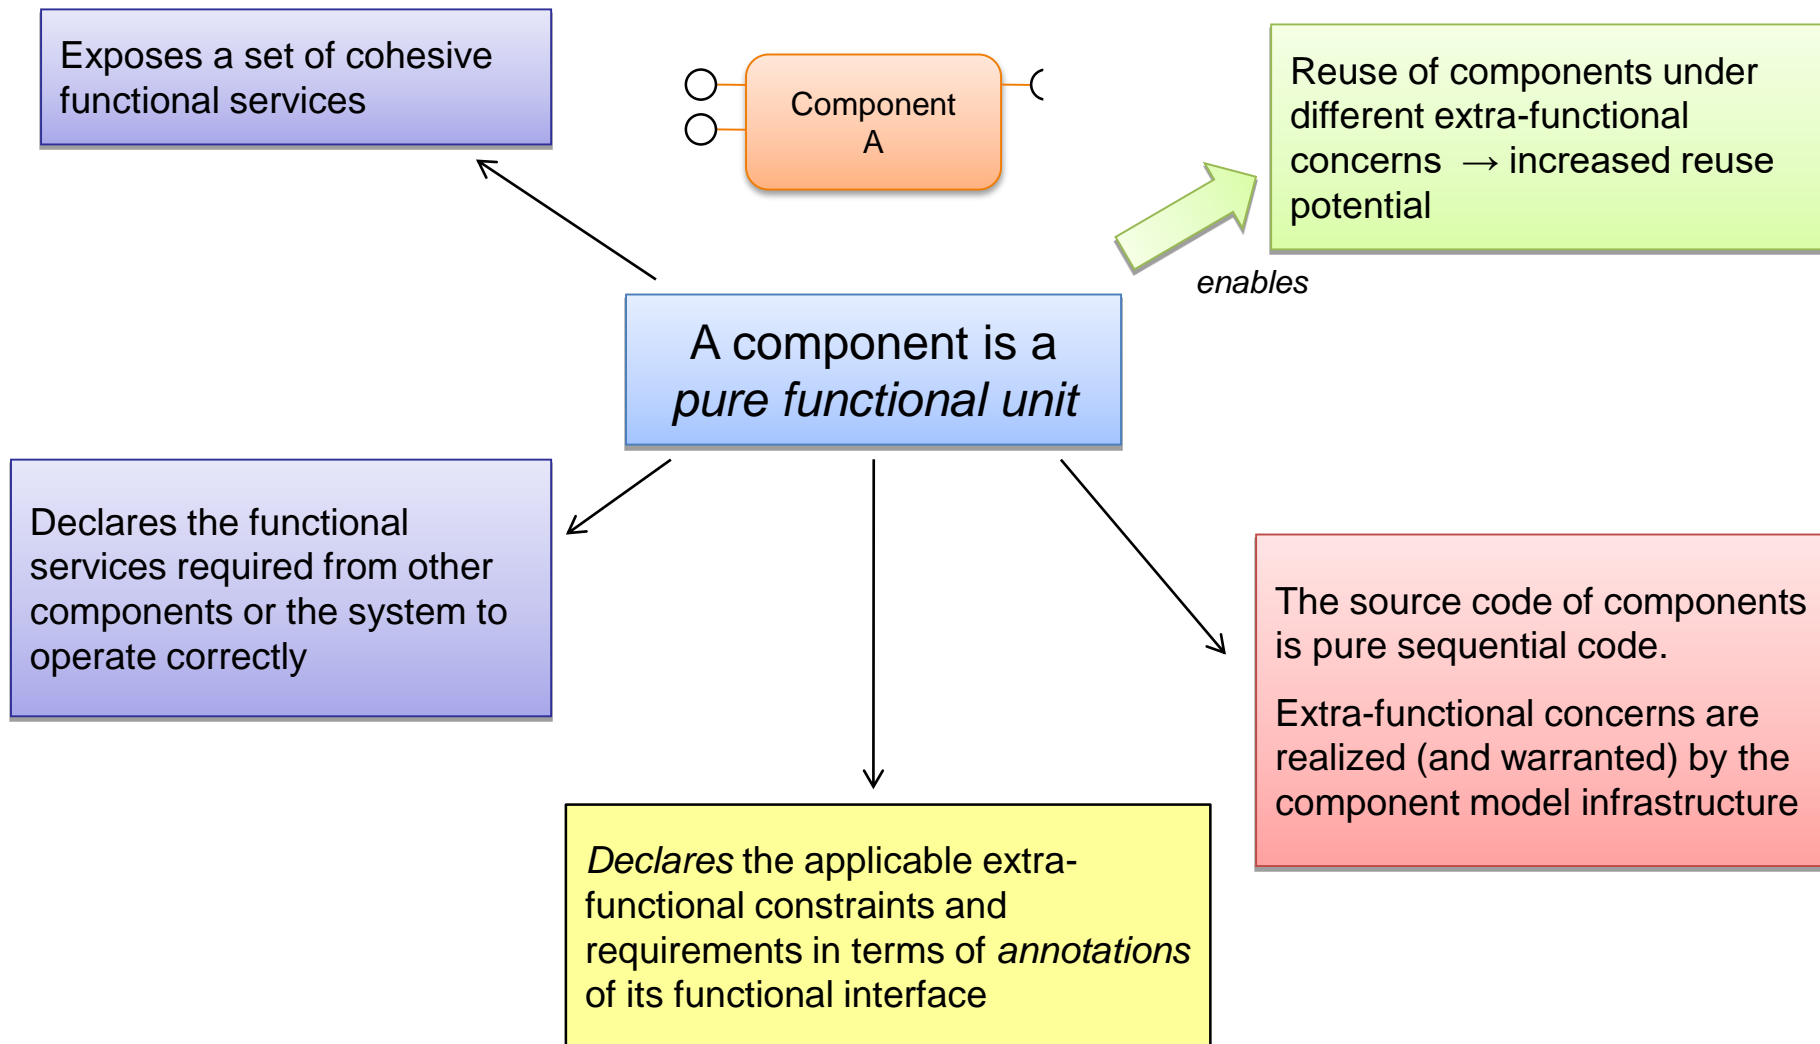 Exposes a set of cohesive
functional services
Component
A
Reuse of components under
different extra-functional
concerns → increased reuse
potential
enables
A component is a
pure functional unit
Declares the functional
services required from other
components or the system to
operate correctly
The source code of components
is pure sequential code.
Extra-functional concerns are
realized (and warranted) by the
component model infrastructure
Declares the applicable extra-
functional constraints and
requirements in terms of annotations
of its functional interface